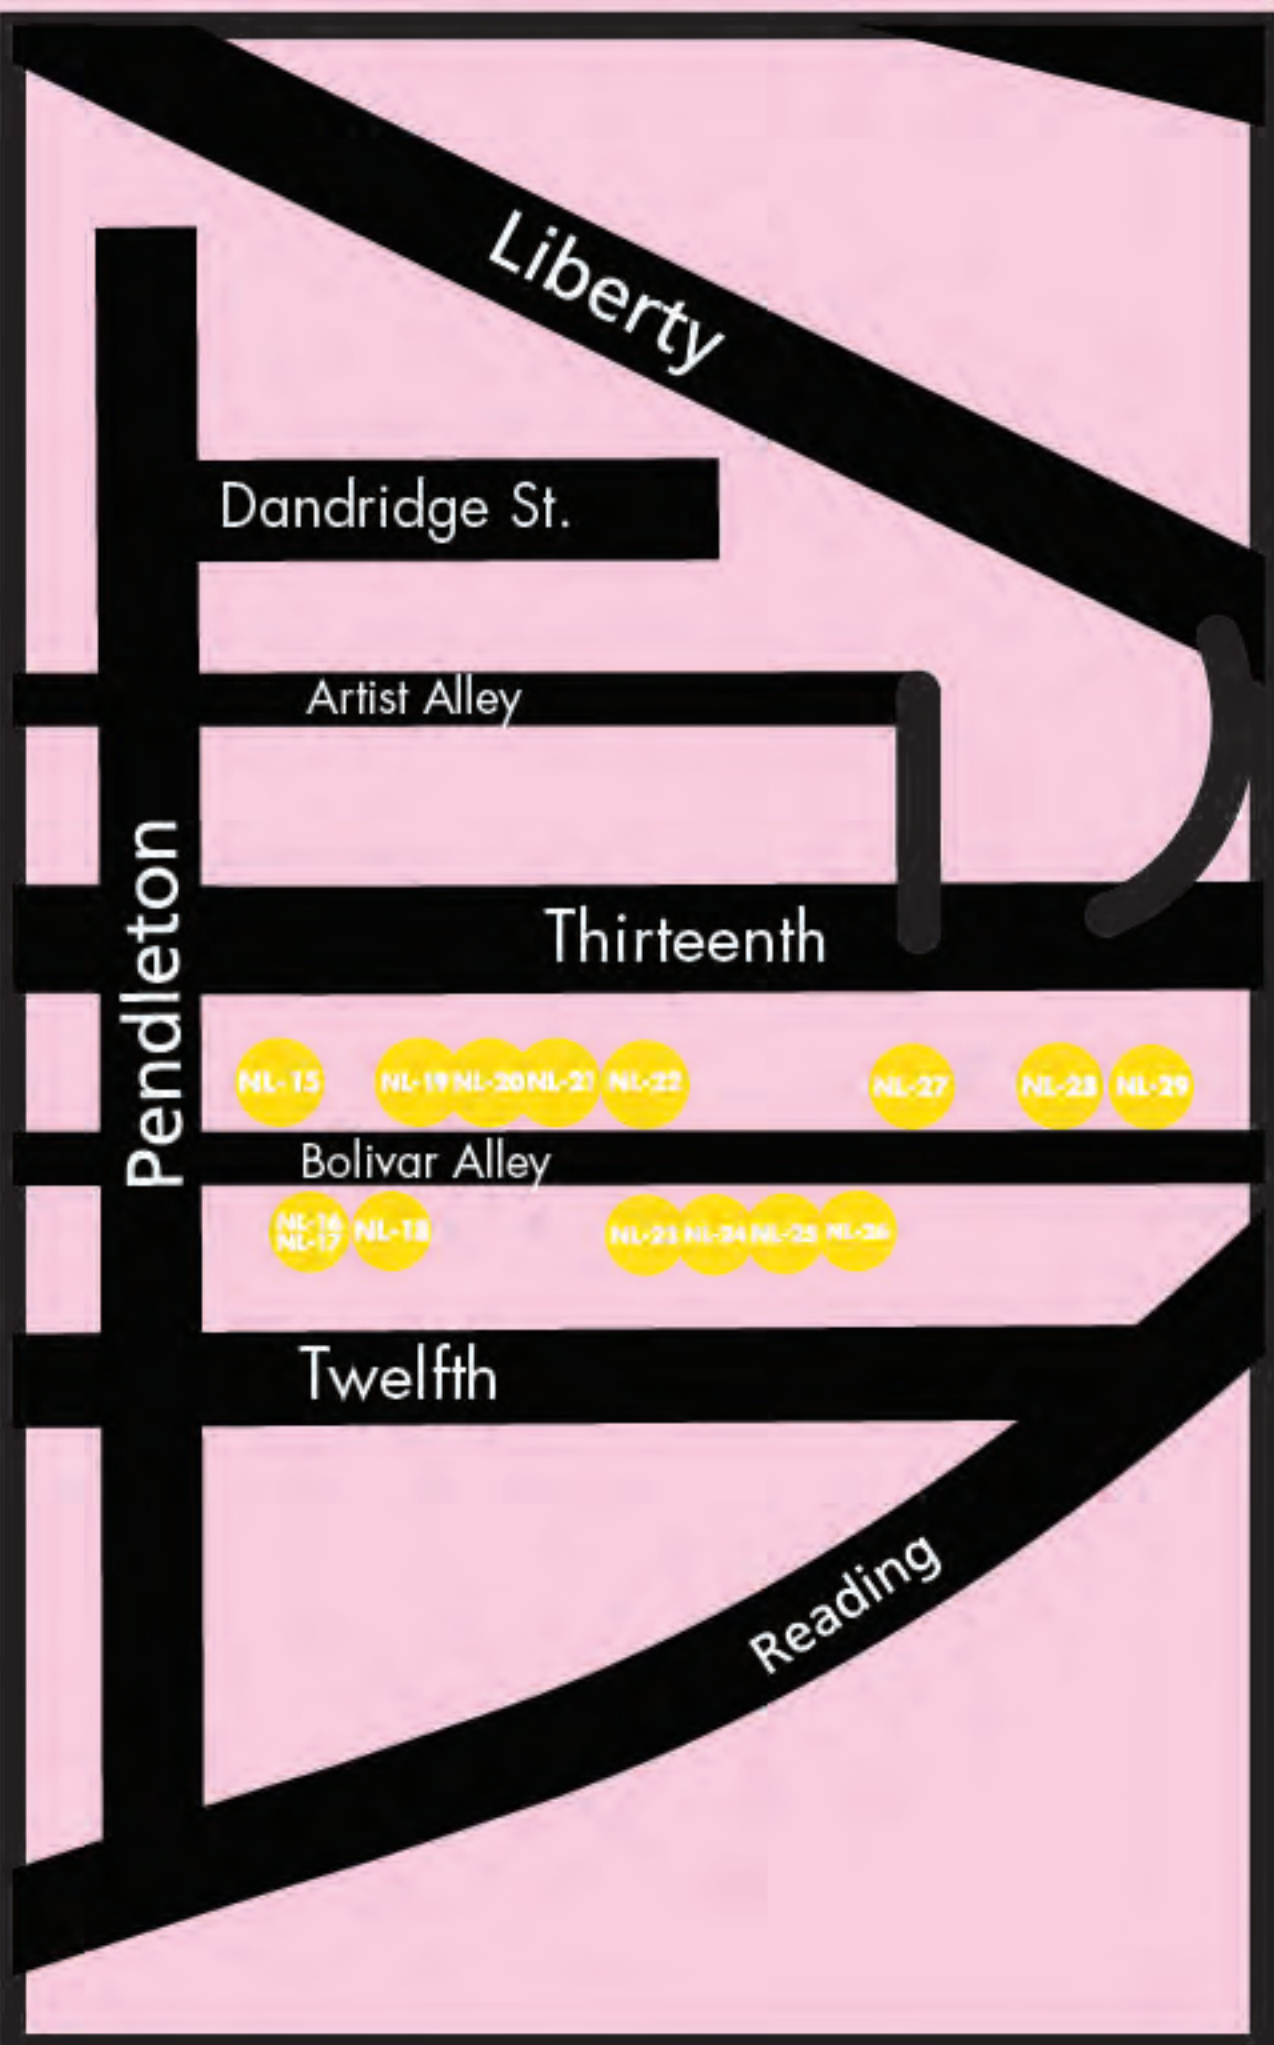 Liberty
Dandridge St.
Artist Alley
Pendleton
Thirteenth
NL-15
NL-19
NL-20
NL-21
NL-22
NL-27
NL-28
NL-29
Bolivar Alley
NL-16
NL-17
NL-18
NL-23
NL-24
NL-25
NL-26
Twelfth
Reading